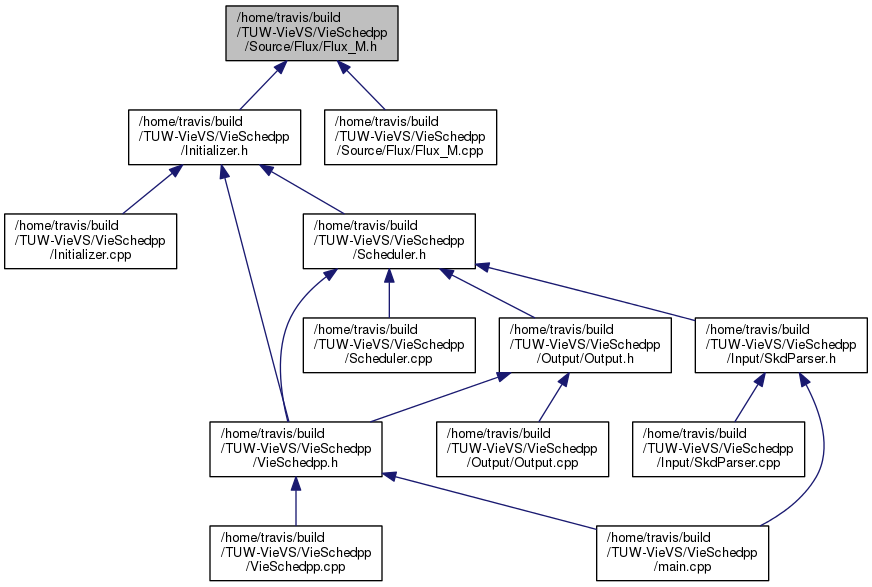 /home/travis/build
/TUW-VieVS/VieSchedpp
/Source/Flux/Flux_M.h
/home/travis/build
/TUW-VieVS/VieSchedpp
/Initializer.h
/home/travis/build
/TUW-VieVS/VieSchedpp
/Source/Flux/Flux_M.cpp
/home/travis/build
/TUW-VieVS/VieSchedpp
/Initializer.cpp
/home/travis/build
/TUW-VieVS/VieSchedpp
/Scheduler.h
/home/travis/build
/TUW-VieVS/VieSchedpp
/Scheduler.cpp
/home/travis/build
/TUW-VieVS/VieSchedpp
/Output/Output.h
/home/travis/build
/TUW-VieVS/VieSchedpp
/Input/SkdParser.h
/home/travis/build
/TUW-VieVS/VieSchedpp
/VieSchedpp.h
/home/travis/build
/TUW-VieVS/VieSchedpp
/Output/Output.cpp
/home/travis/build
/TUW-VieVS/VieSchedpp
/Input/SkdParser.cpp
/home/travis/build
/TUW-VieVS/VieSchedpp
/VieSchedpp.cpp
/home/travis/build
/TUW-VieVS/VieSchedpp
/main.cpp